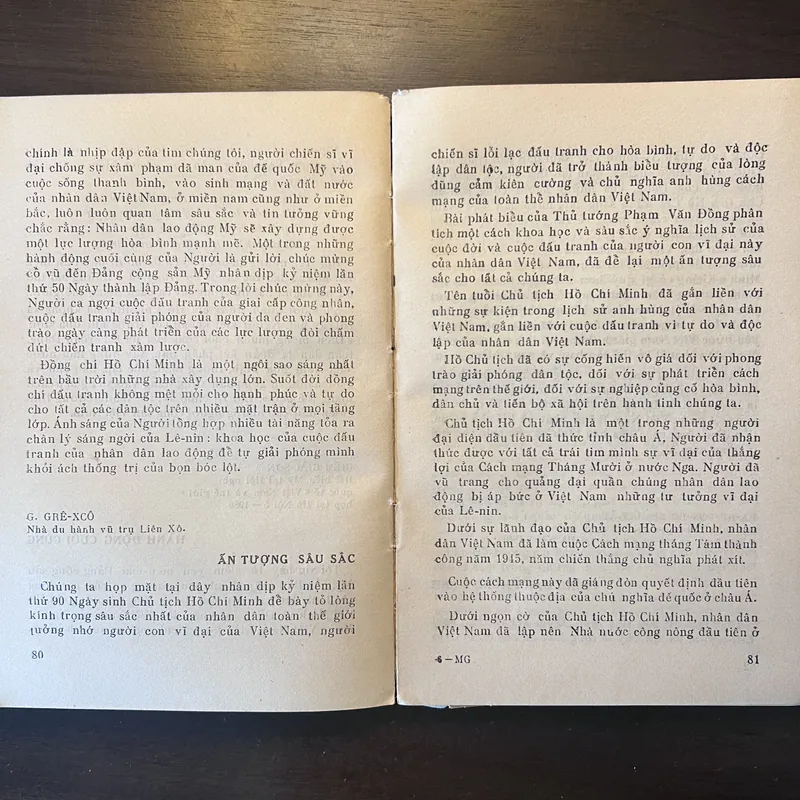 chính là nhịp đập của tim chúng tôi, người chiến sĩ vĩ
đại chống sự xâm phạm dã man của đế quốc Mỹ vào
cuộc sống thanh bình, vào sinh mạng và đất nước
của nhân dân Việt Nam, ở miền nam cũng như ở miền
bắc, luôn luôn quan tâm sâu sắc và tin tưởng vững
chắc rằng: Nhân dân lao động Mỹ sẽ xây dựng được
một lực lượng hòa bình mạnh mẽ. Một trong những
hành động cuối cùng của Người là gửi lời chúc mừng
cổ vũ đến Đảng cộng sản Mỹ nhân dịp kỷ niệm lần
thứ 50 Ngày thành lập Đảng. Trong lời chúc mừng này,
Người ca ngợi cuộc đấu tranh của giai cấp công nhân,
cuộc đấu tranh giải phóng của người da đen và phong
trào ngày càng phát triển của các lực lượng đòi chấm
dứt chiến tranh xâm lược.
Đồng chí Hồ Chí Minh là một ngôi sao sáng nhất
trên bầu trời những nhà xây dựng lớn. Suốt đời đồng
chí đấu tranh không mệt mỏi cho hạnh phúc và tự do
cho tất cả các dân tộc trên nhiều mặt trận ở mọi tầng
lớp. Ánh sáng của Người tổng hợp nhiều tài năng tỏa ra
chân lý sáng ngời của Lê-nin : khoa học của cuộc đấu
tranh của nhân dân lao động để tự giải phóng mình
khỏi ách thống trị của bọn bóc lột.
G. GRÊ-XCÔ
Nhà du hành vũ trụ Liên Xô.
ẤN TƯỢNG SÂU SẮC
Chúng ta họp mặt tại đây nhân dịp kỷ niệm lần
thứ 90 Ngày sinh Chủ tịch Hồ Chí Minh để bày tỏ lòng
kính trọng sâu sắc nhất của nhân dân toàn thế giới
tưởng nhớ người con vĩ đại của Việt Nam, người
80
chiến sĩ lỗi lạc đấu tranh cho hòa bình, tự do và độc
lập dân tộc, người đã trở thành biểu tượng của lòng
dũng cảm kiên cường và chủ nghĩa anh hùng cách
mạng của toàn thể nhân dân Việt Nam.
Bài phát biểu của Thủ tướng Phạm Văn Đồng phân
tích một cách khoa học và sâu sắc ý nghĩa lịch sử của
cuộc đời và cuộc đấu tranh của người con vĩ đại này
của nhân dân Việt Nam, đã để lại một ấn tượng sâu
sắc cho tất cả chúng ta.
Tên tuổi Chủ tịch Hồ Chí Minh đã gắn liền với
những sự kiện trong lịch sử anh hùng của nhân dân
Việt Nam, gắn liền với cuộc đấu tranh vì tự do và độc
lập của nhân dân Việt Nam.
Hồ Chủ tịch đã có sự cống hiến vô giá đối với phong
trào giải phóng dân tộc, đối với sự phát triển cách
mạng trên thế giới, đối với sự nghiệp củng cố hòa bình,
dân chủ và tiến bộ xã hội trên hành tinh chúng ta.
Chủ tịch Hồ Chí Minh là một trong những người
đại diện đầu tiên đã thức tỉnh châu Á, Người đã nhận
thức được với tất cả trái tim mình sự vĩ đại của thắng
lợi của Cách mạng Tháng Mười ở nước Nga. Người đã
vũ trang cho quảng đại quần chúng nhân dân lao
động bị áp bức ở Việt Nam những tư tưởng vĩ đại
của Lê-nin.
Dưới sự lãnh đạo của Chủ tịch Hồ Chí Minh, nhân
dân Việt Nam đã làm cuộc Cách mạng tháng Tám thành
công năm 1945, năm chiến thắng chủ nghĩa phát xít.
Cuộc cách mạng này đã giáng đòn quyết định đầu tiên
vào hệ thống thuộc địa của chủ nghĩa đế quốc ở châu Á.
Dưới ngọn cờ của Chủ tịch Hồ Chí Minh, nhân dân
Việt Nam đã lập nên Nhà nước công nông đầu tiên ở
6 – MG
81